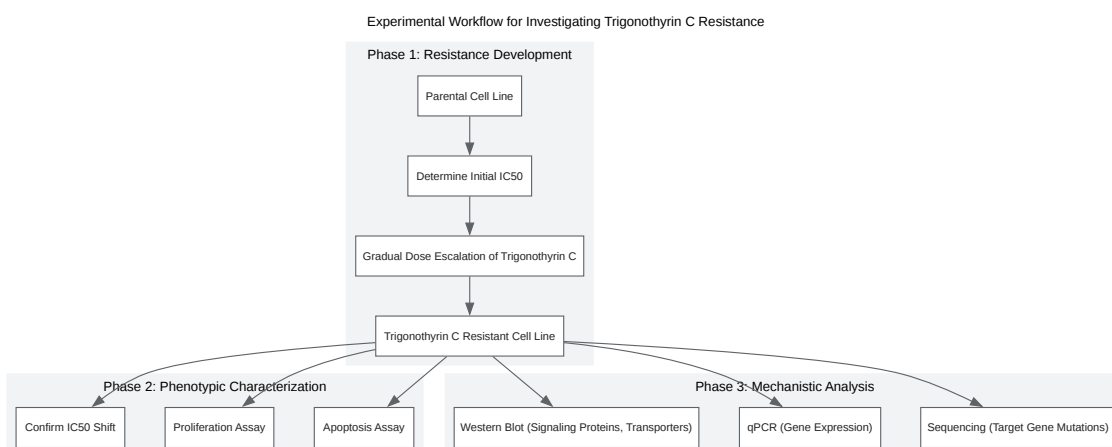 Experimental Workflow for Investigating Trigonothyrin C Resistance
Phase 1: Resistance Development
Parental Cell Line
Determine Initial IC50
Gradual Dose Escalation of Trigonothyrin C
Trigonothyrin C Resistant Cell Line
Phase 2: Phenotypic Characterization
Confirm IC50 Shift
Proliferation Assay
Apoptosis Assay
Phase 3: Mechanistic Analysis
Western Blot (Signaling Proteins, Transporters)
qPCR (Gene Expression)
Sequencing (Target Gene Mutations)